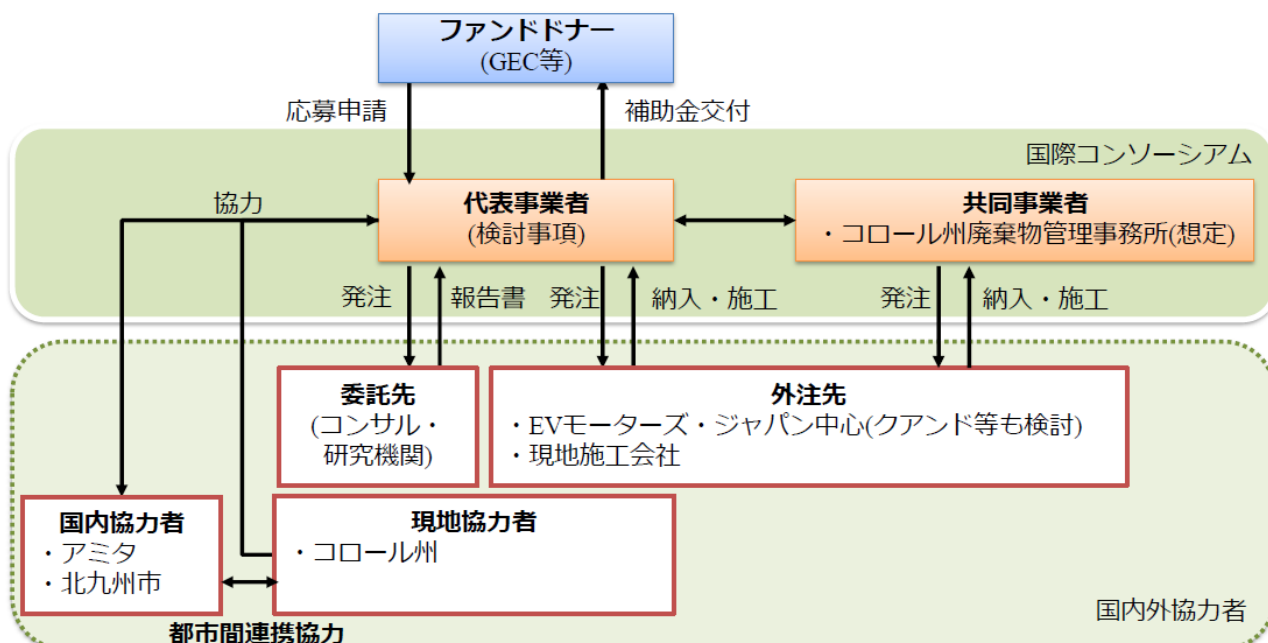 ファンドドナー
(GEC等)
応募申請
補助金交付
国際コンソーシアム
協力
代表事業者
(検討事項)
共同事業者
・コロール州廃棄物管理事務所(想定)
発注
報告書
発注
納入・施工
発注
納入・施工
委託先
(コンサル・
研究機関)
外注先
・EVモーターズ・ジャパン中心(クアンド等も検討)
・現地施工会社
国内協力者
・アミタ
・北九州市
現地協力者
・コロール州
国内外協力者
都市間連携協力